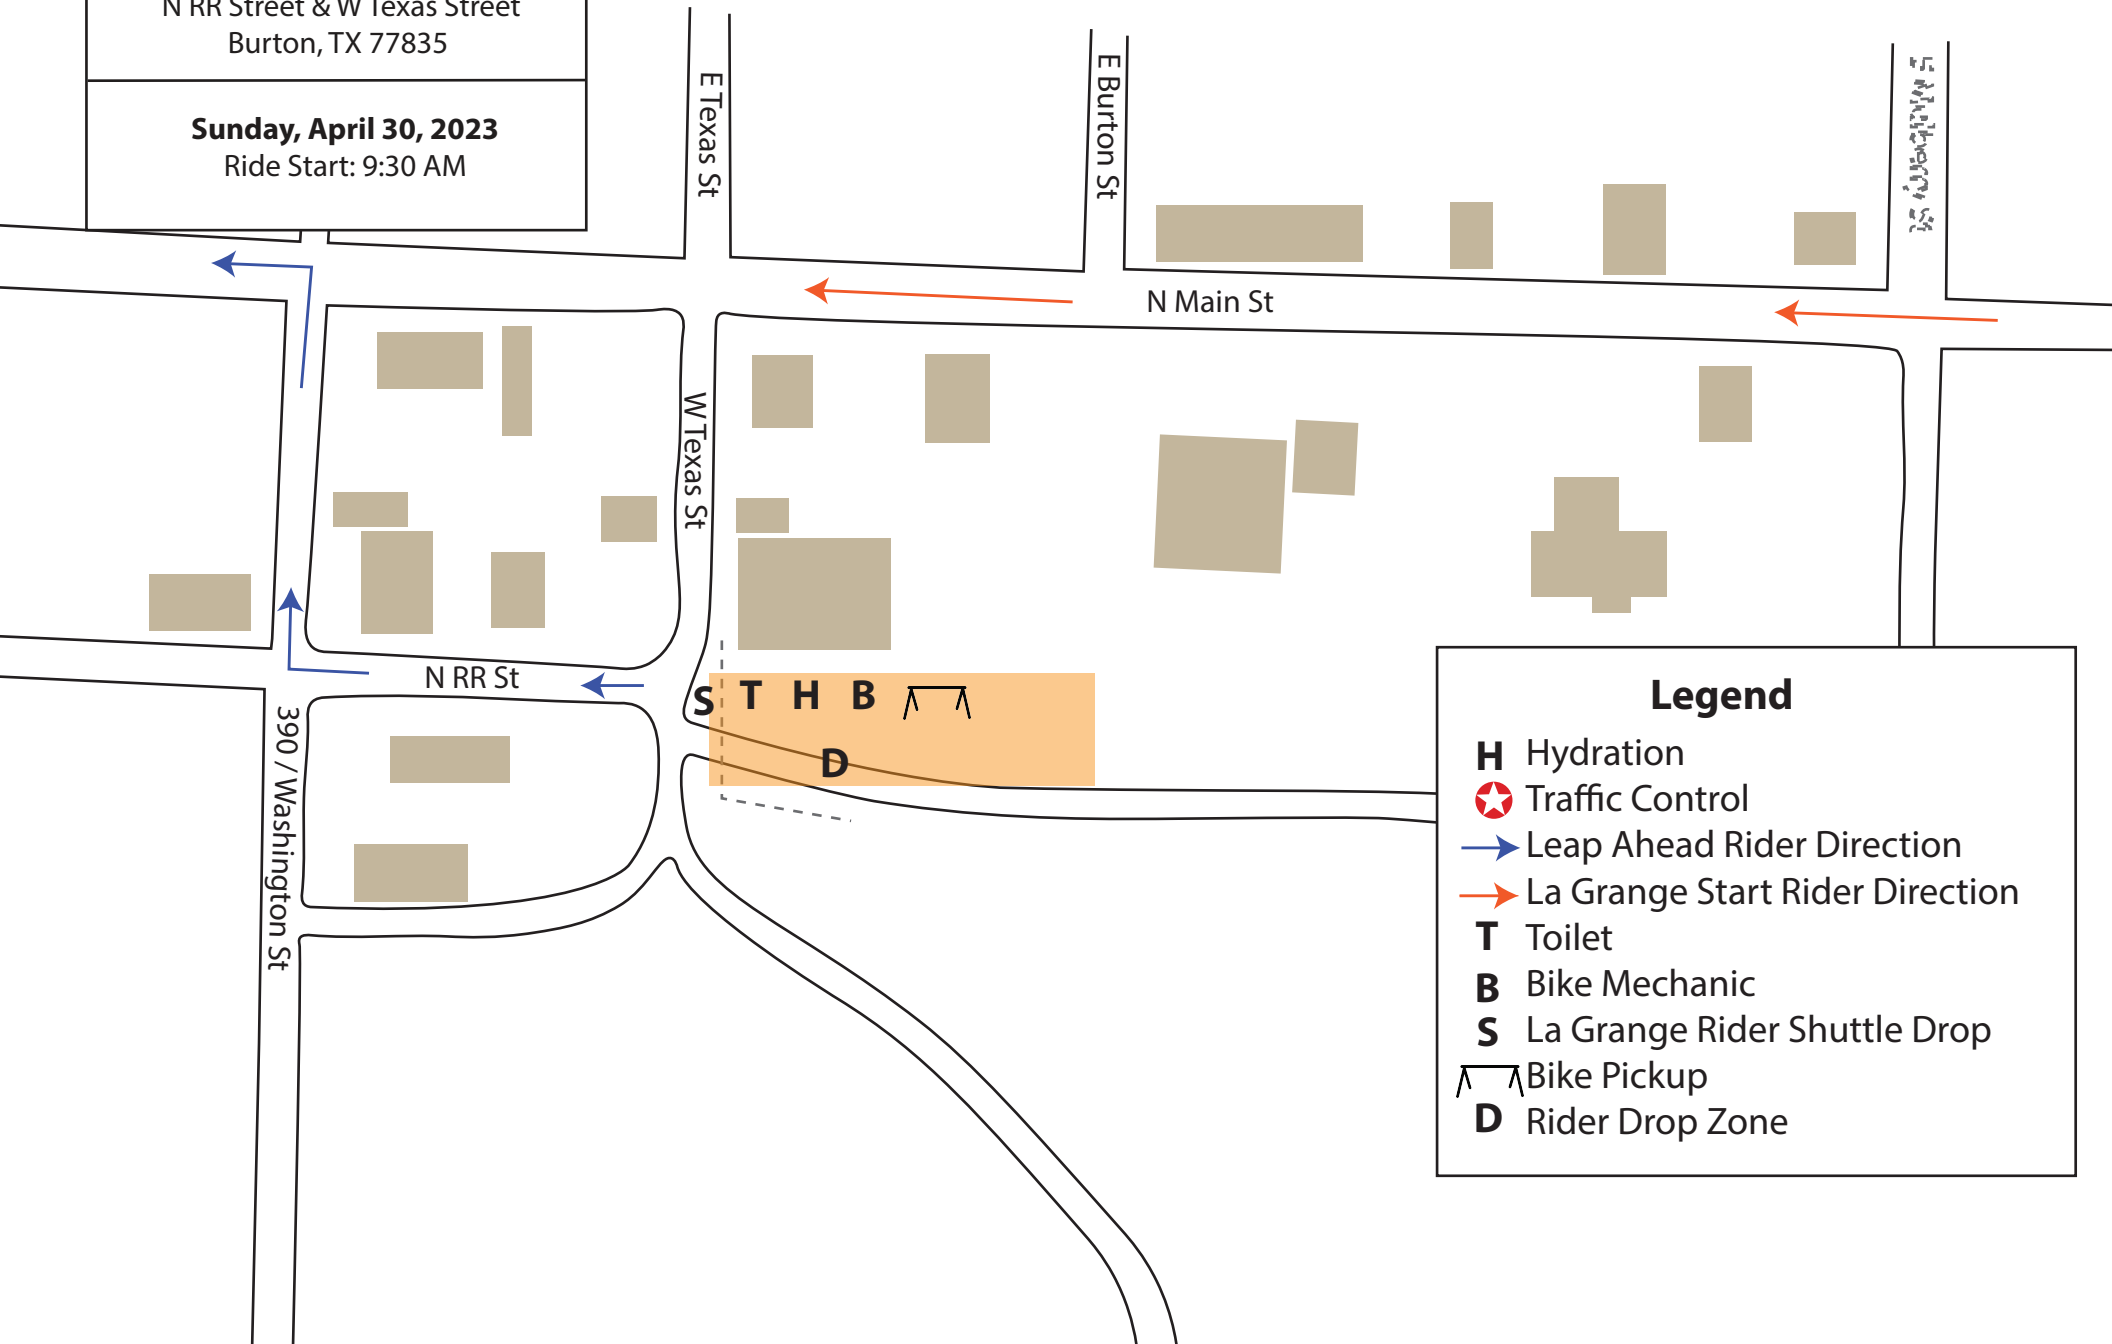 N RR Street & W Texas Street
Burton, TX 77835
Sunday, April 30, 2023
Ride Start: 9:30 AM
E Texas St
E Burton St
N Main St
W Texas St
N RR St
390 / Washington St
S T H B
D
Legend
H Hydration
Traffic Control
Leap Ahead Rider Direction
La Grange Start Rider Direction
T Toilet
B Bike Mechanic
S La Grange Rider Shuttle Drop
Bike Pickup
D Rider Drop Zone